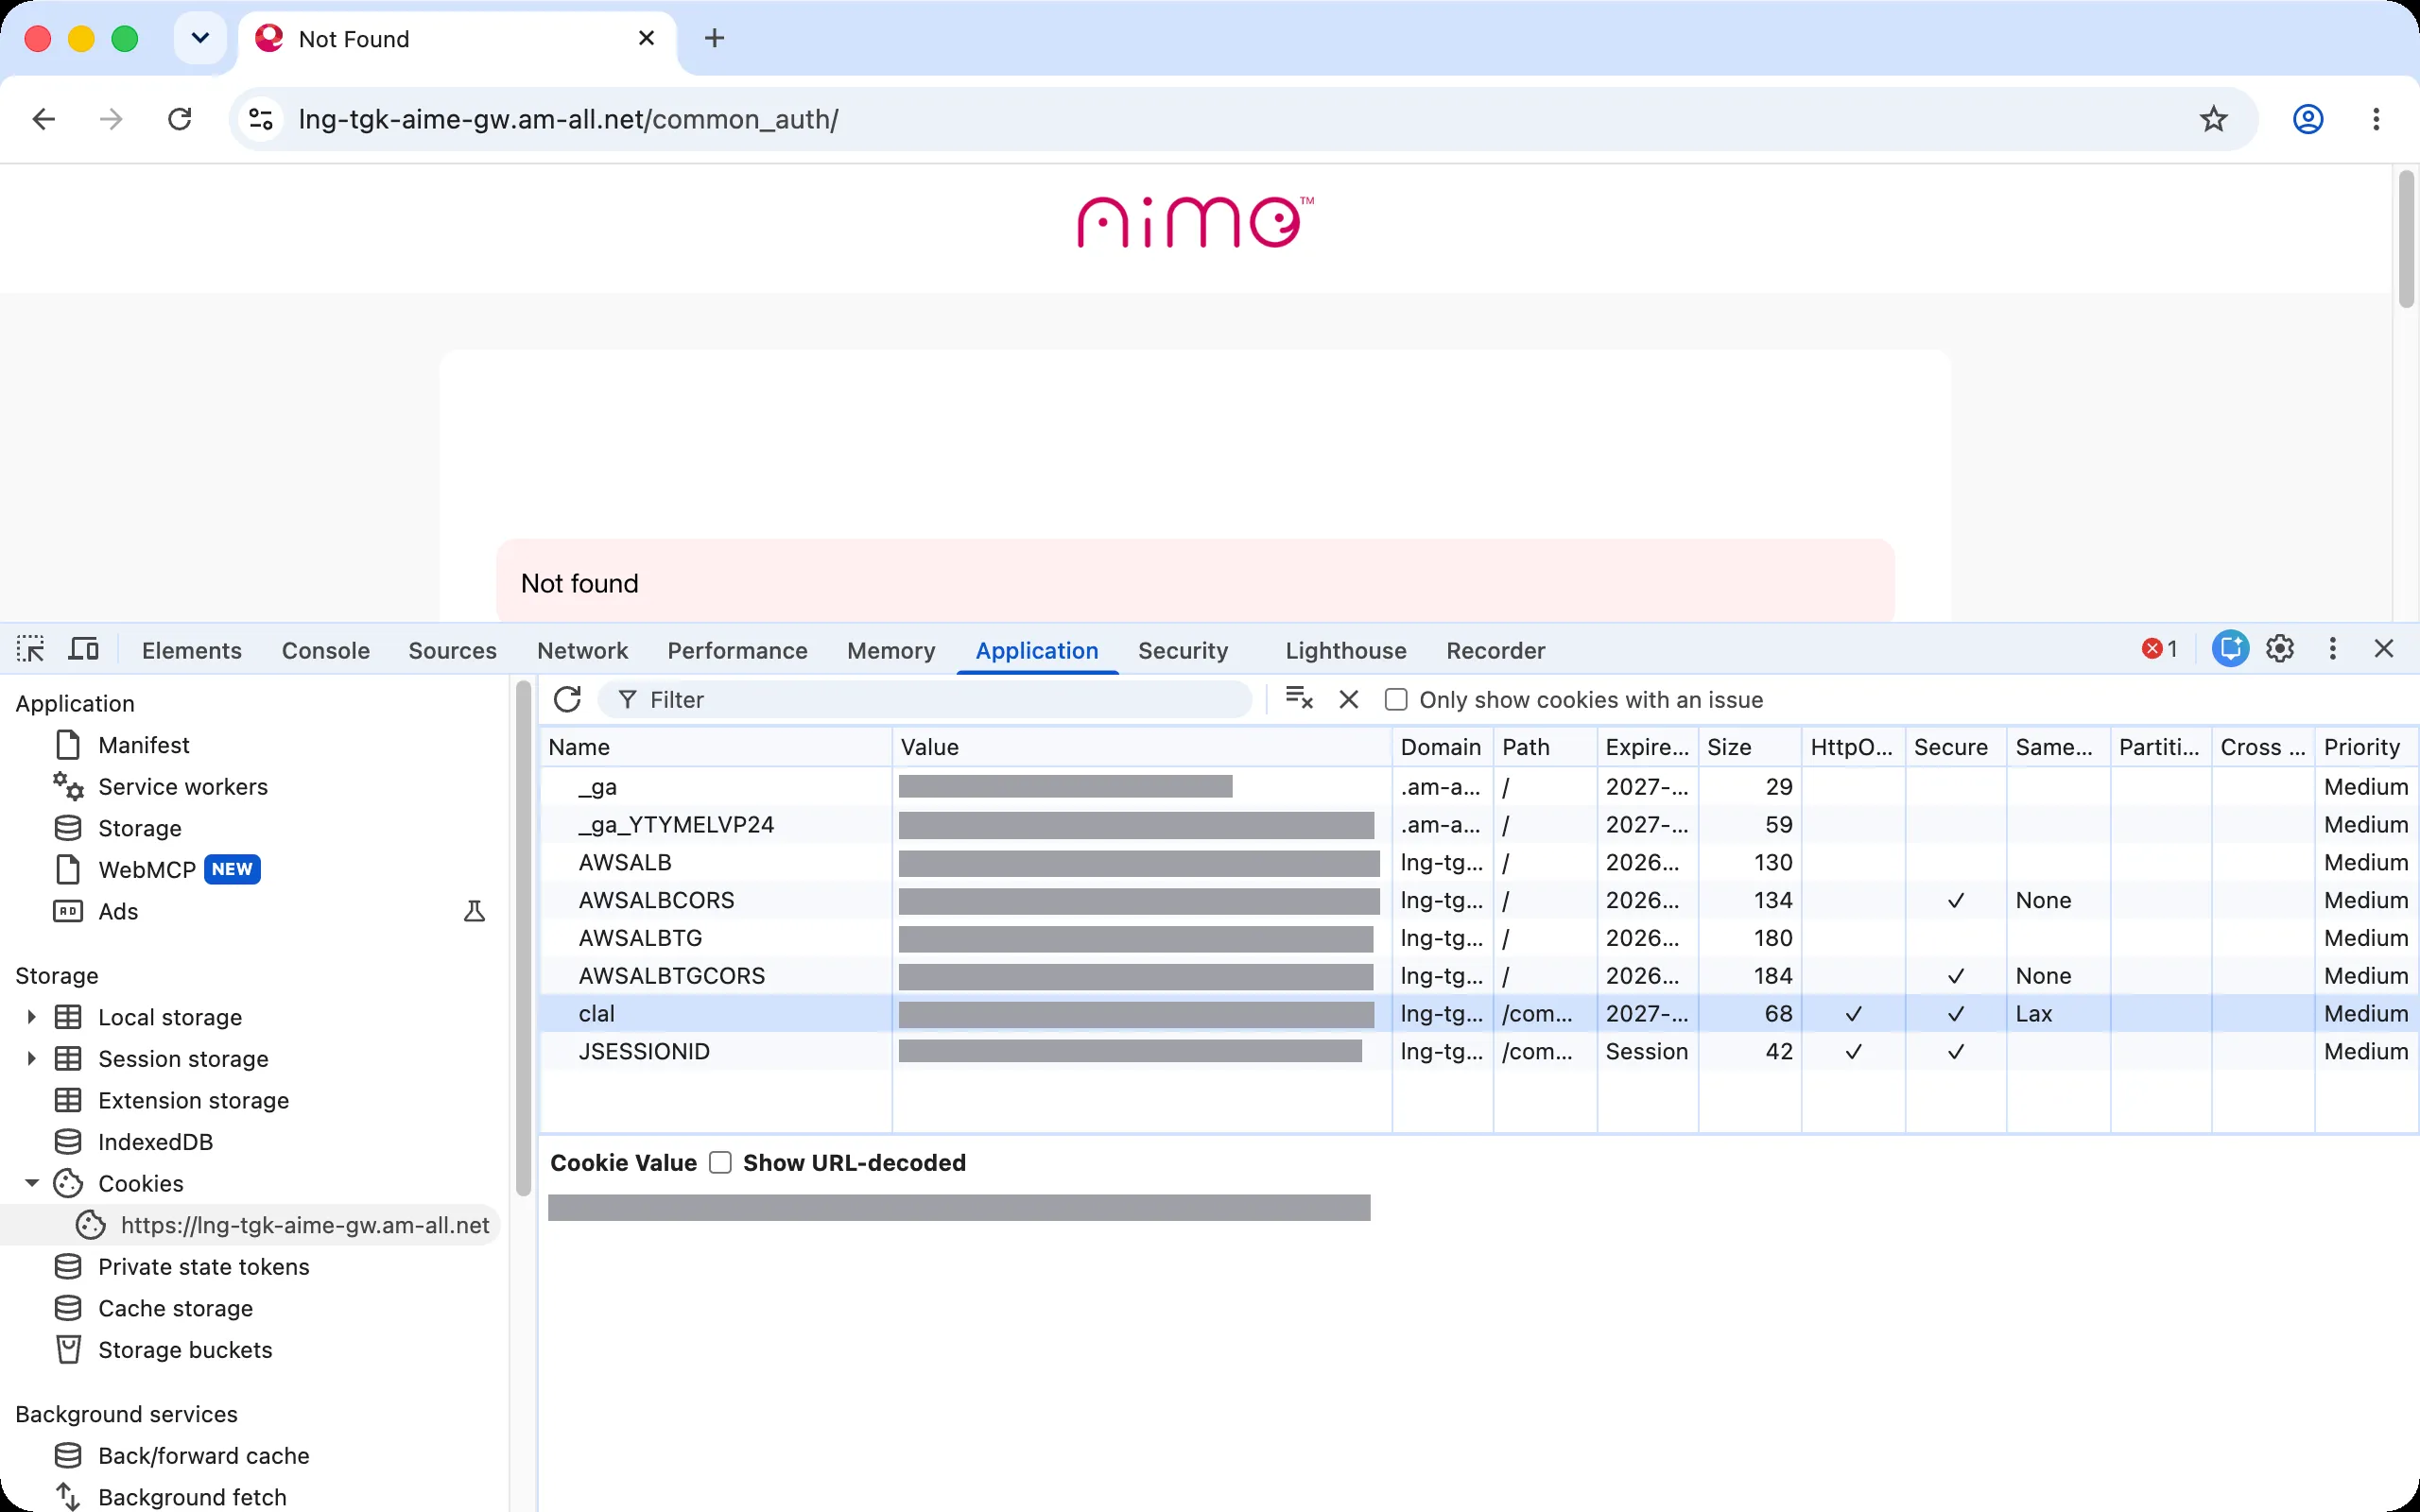 Not Found
lng-tgk-aime-gw.am-all.net/common_auth/
Aime™
Not found
Elements Console Sources Network Performance Memory Application Security Lighthouse Recorder 1
Application
Manifest
Service workers
Storage
WebMCP NEW
AD Ads
Storage
Local storage
Session storage
Extension storage
IndexedDB
Cookies
https://lng-tgk-aime-gw.am-all.net
Private state tokens
Cache storage
Storage buckets
Background services
Back/forward cache
Background fetch
Filter Only show cookies with an issue
Name Value Domain Path Expire... Size HttpO... Secure Same... Partiti... Cross ... Priority
_ga .am-a... / 2027-... 29 Medium
_ga_YTYMELVP24 .am-a... / 2027-... 59 Medium
AWSALB lng-tg... / 2026... 130 Medium
AWSALBCORS lng-tg... / 2026... 134 ✓ None Medium
AWSALBTG lng-tg... / 2026... 180 Medium
AWSALBTGCORS lng-tg... / 2026... 184 ✓ None Medium
clal lng-tg... /com... 2027-... 68 ✓ ✓ Lax Medium
JSESSIONID lng-tg... /com... Session 42 ✓ ✓ Medium
Cookie Value Show URL-decoded